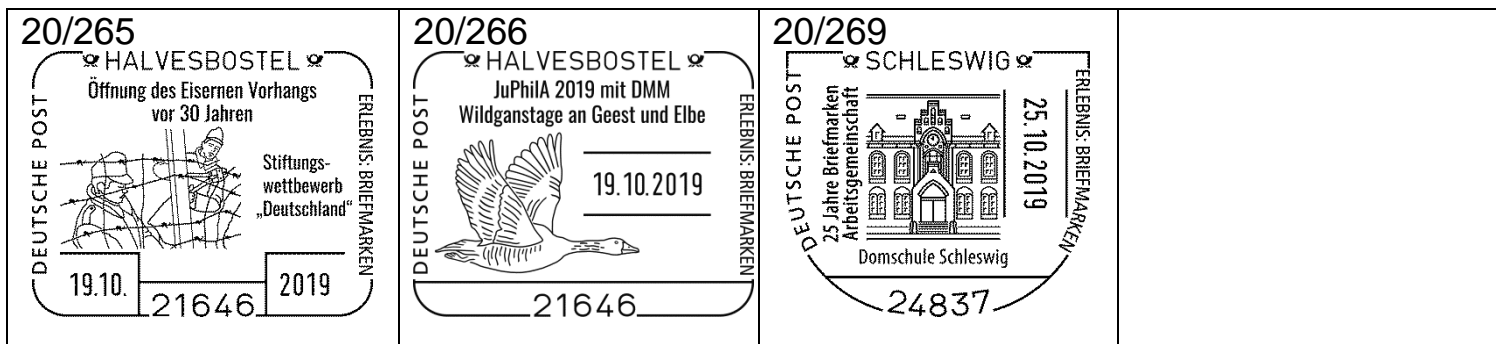 20/265
HALVESBOSTEL
Öffnung des Eisernen Vorhangs
vor 30 Jahren
DEUTSCHE POST
ERLEBNIS: BRIEFMARKEN
Stiftungs-
wettbewerb
„Deutschland“
19.10.
2019
21646
20/266
HALVESBOSTEL
JuPhilA 2019 mit DMM
Wildganstage an Geest und Elbe
DEUTSCHE POST
ERLEBNIS: BRIEFMARKEN
19.10.2019
21646
20/269
SCHLESWIG
DEUTSCHE POST
25 Jahre Briefmarken
Arbeitsgemeinschaft
25.10.2019
ERLEBNIS: BRIEFMARKEN
Domschule Schleswig
24837